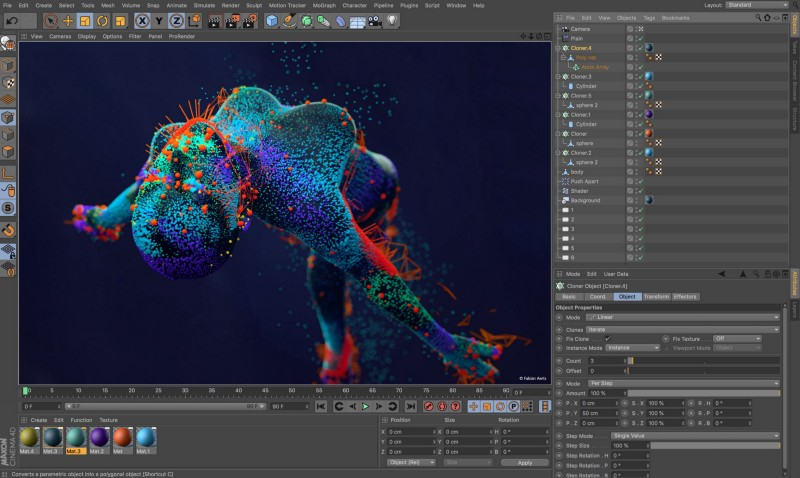 File Edit Create Select Tools Mesh Volume Snap Animate Simulate Render Sculpt Motion Tracker MoGraph Character Pipeline Plugins Script Window Help
Layout: Standard
View Cameras Display Options Filter Panel ProRender
© Fabian Aerts
0 5 10 15 20 25 30 35 40 45 50 55 60 65 70 75 80 85 90
0 F
0 F
0 F
90 F
90 F
Create Edit Function Texture
Mat.4 Mat.3 Mat.3 Mat.2 Mat Mat.1
MAXON CINEMA 4D
Position Size Rotation
X 0 cm X 0 cm H 0 °
Y 0 cm Y 0 cm P 0 °
Z 0 cm Z 0 cm B 0 °
Object (Rel) Size Apply
Converts a parametric object into a polygonal object [Shortcut C]
File Edit View Objects Tags Bookmarks
Camera
Plain
Cloner.4
Atom Array
Cloner.3
Cylinder
Cloner.5
sphere 2
Cloner.1
Cylinder
Cloner
sphere
Cloner.2
sphere 3
body
Push Apart
Shader
Background
1
2
3
4
5
6
Objects
Takes
Content Browser
Structure
Mode Edit User Data
Cloner Object [Cloner.4]
Basic Coord. Object Transform Effectors
Object Properties
Mode Linear
Clones Iterate
Fix Clone Fix Texture Off
Instance Mode Instance Viewport Mode Object
Count 3
Offset 0
Mode Per Step
Amount 100 %
P . X 0 cm S . X 100 % R . H 0 °
P . Y 50 cm S . Y 100 % R . P 0 °
P . Z 0 cm S . Z 100 % R . B 0 °
Step Mode Single Value
Step Size 100 %
Step Rotation . H 0 °
Step Rotation . P 0 °
Step Rotation . B 0 °
Attributes
Layers